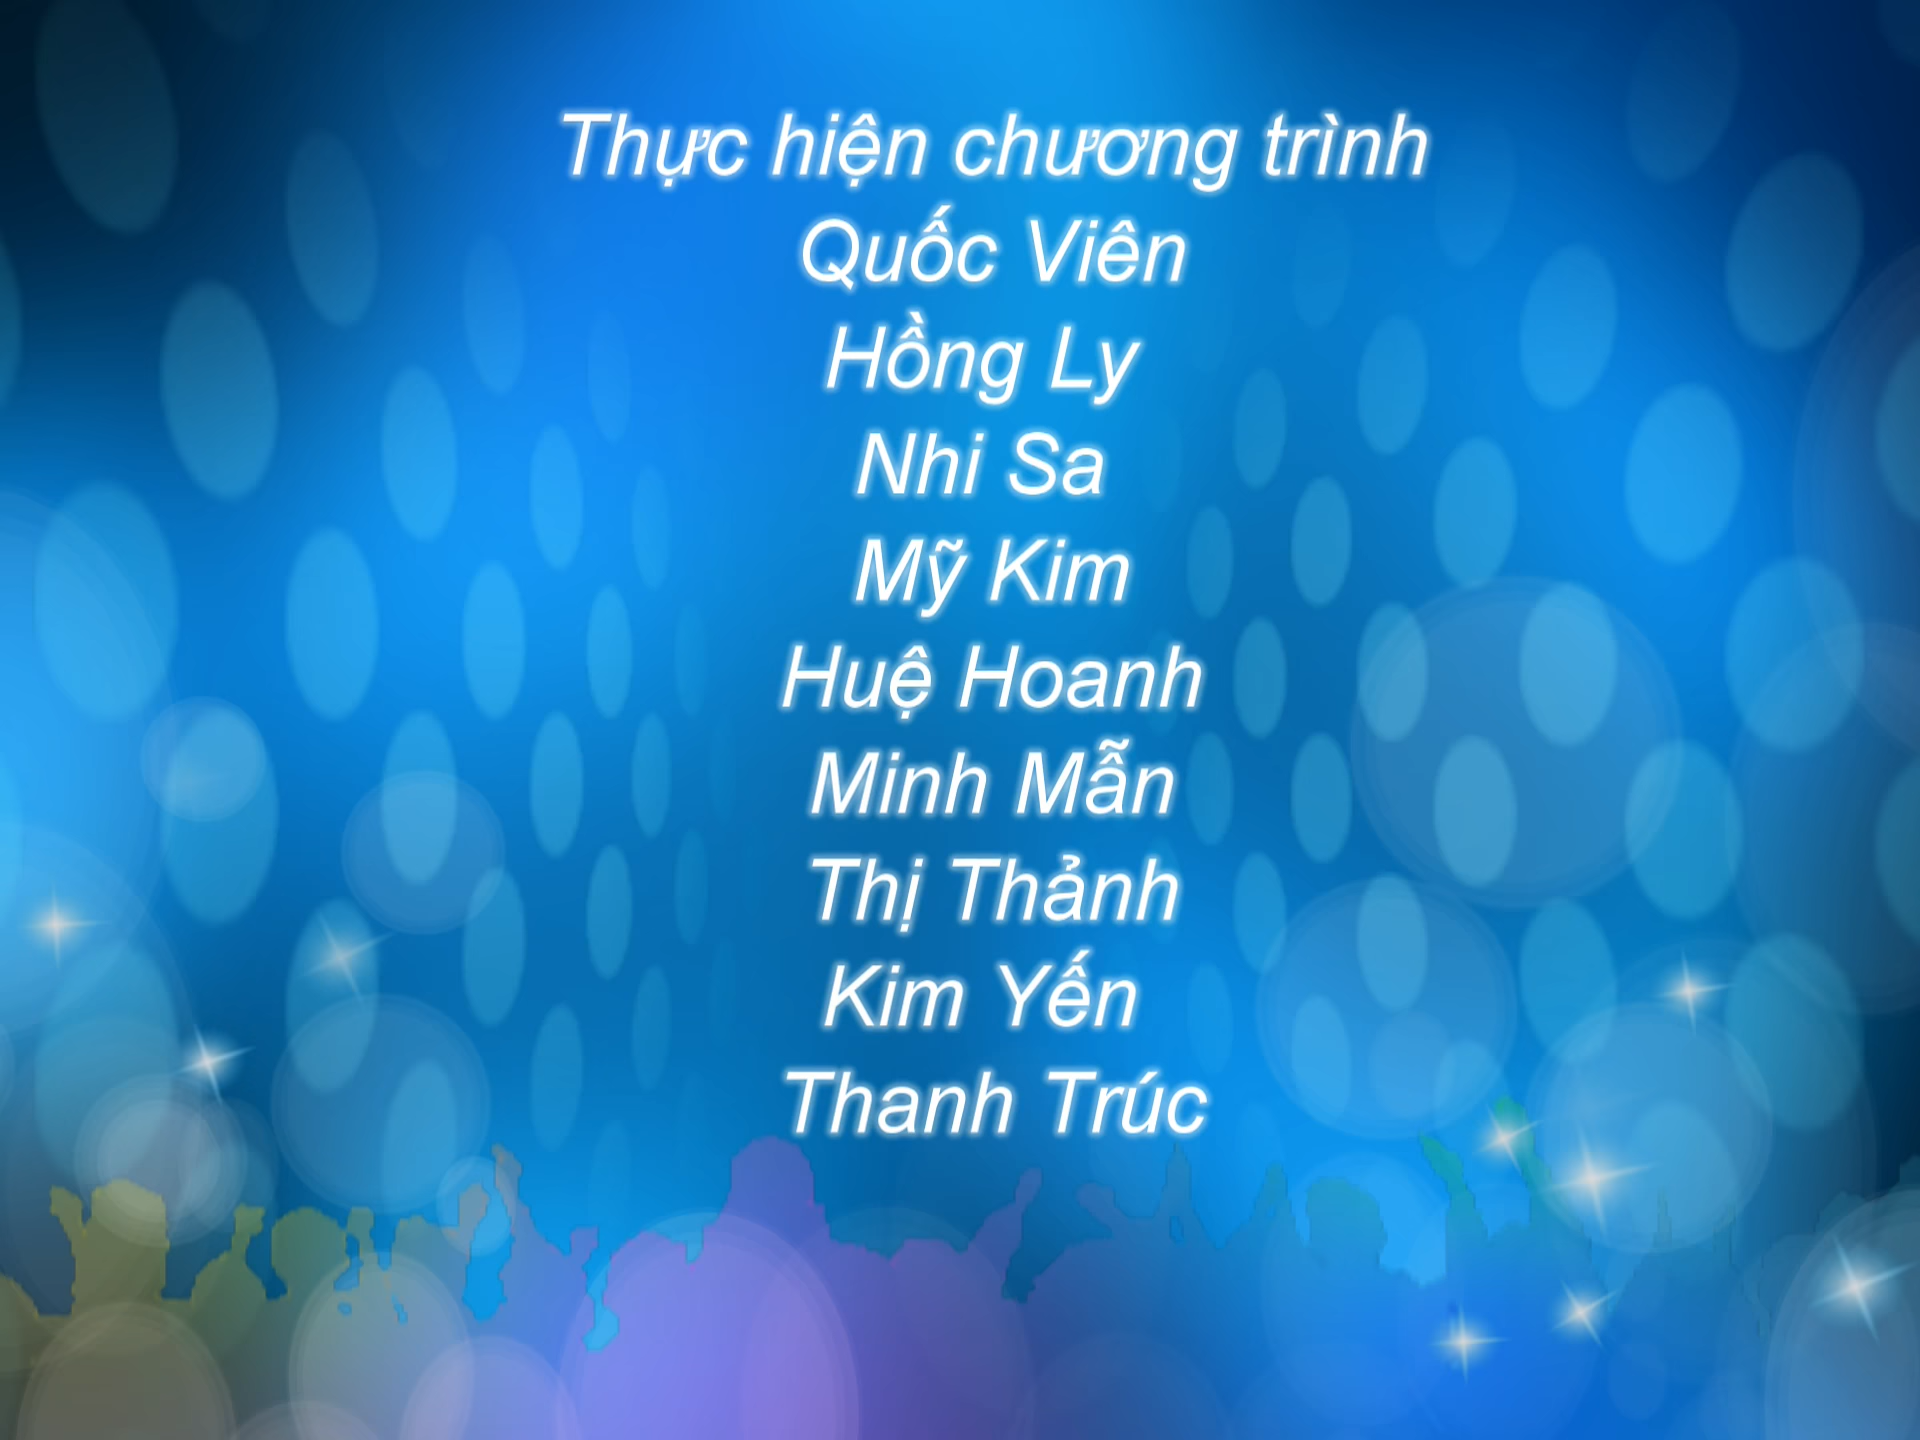 Thực hiện chương trình
Quốc Viên
Hồng Ly
Nhi Sa
Mỹ Kim
Huệ Hoanh
Minh Mẫn
Thị Thảnh
Kim Yến
Thanh Trúc